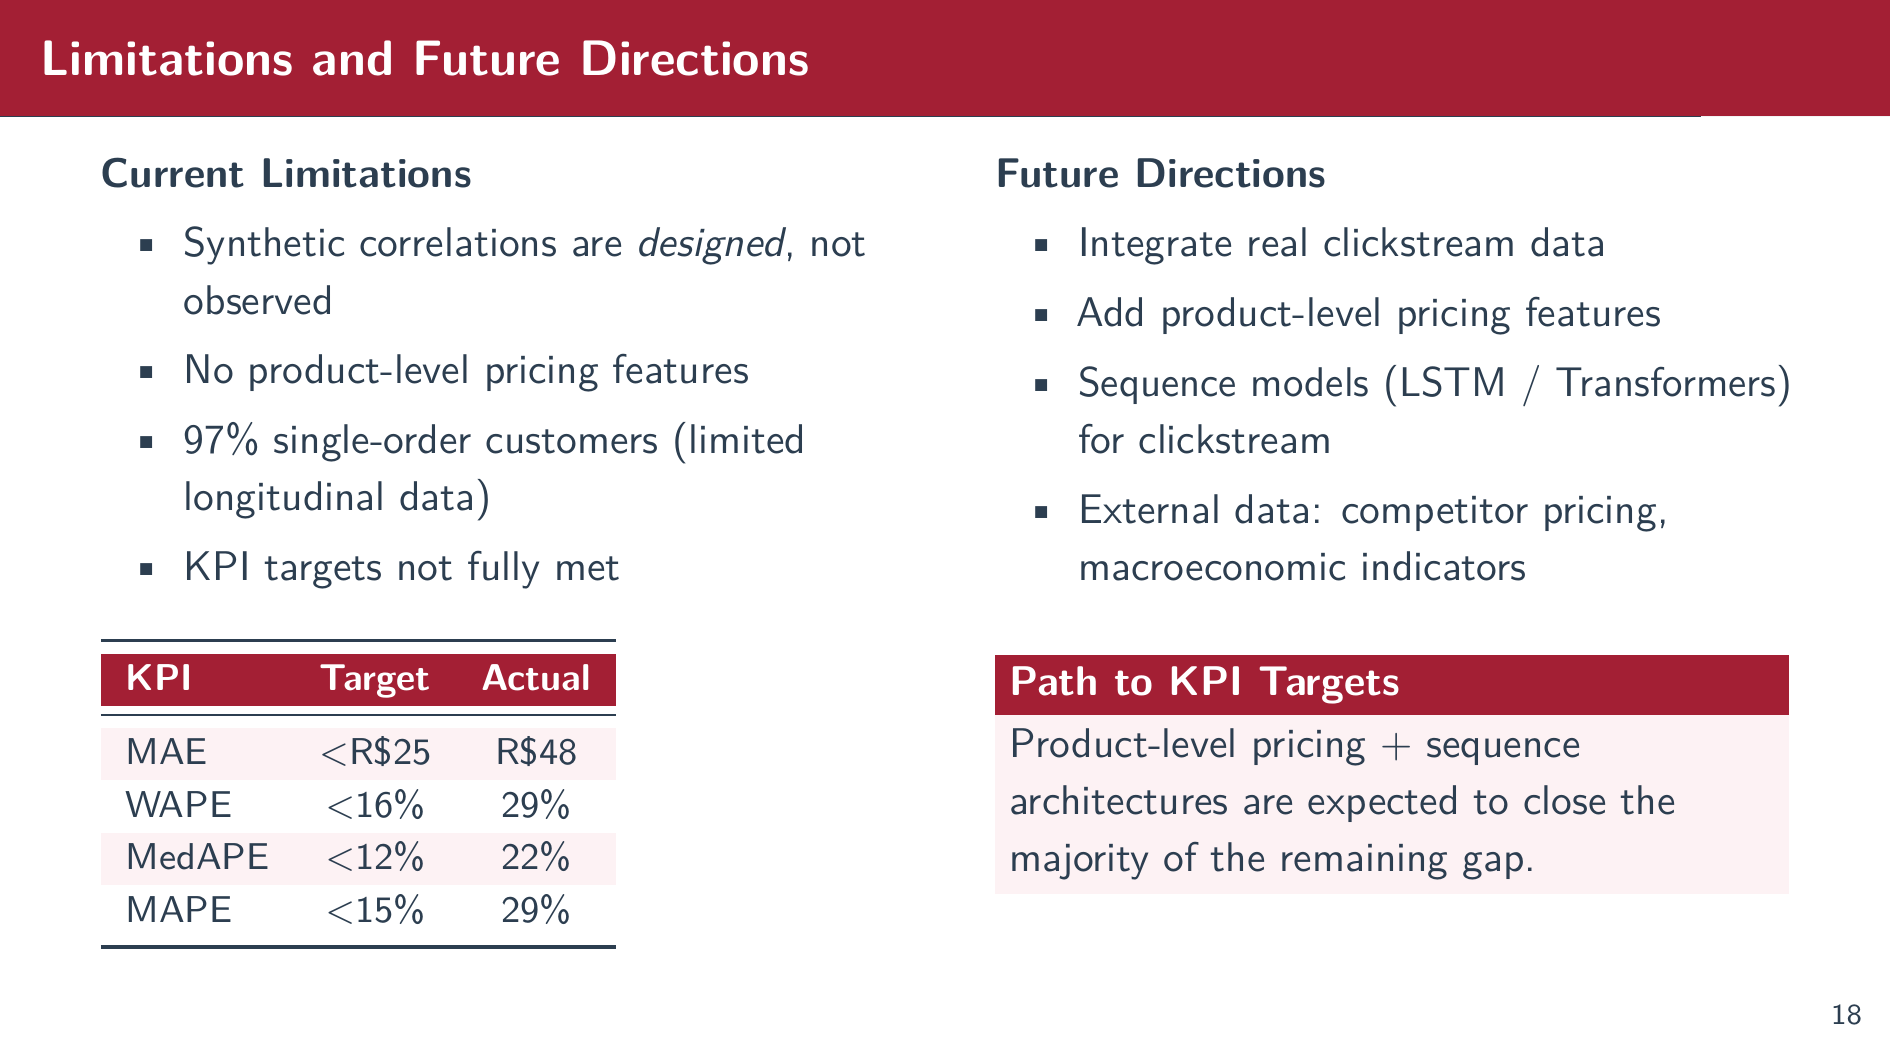 Limitations and Future Directions
Current Limitations
▪ Synthetic correlations are designed, not
observed
▪ No product-level pricing features
▪ 97% single-order customers (limited
longitudinal data)
▪ KPI targets not fully met
KPI Target Actual
MAE <R$25 R$48
WAPE <16% 29%
MedAPE <12% 22%
MAPE <15% 29%
Future Directions
▪ Integrate real clickstream data
▪ Add product-level pricing features
▪ Sequence models (LSTM / Transformers)
for clickstream
▪ External data: competitor pricing,
macroeconomic indicators
Path to KPI Targets
Product-level pricing + sequence
architectures are expected to close the
majority of the remaining gap.
18